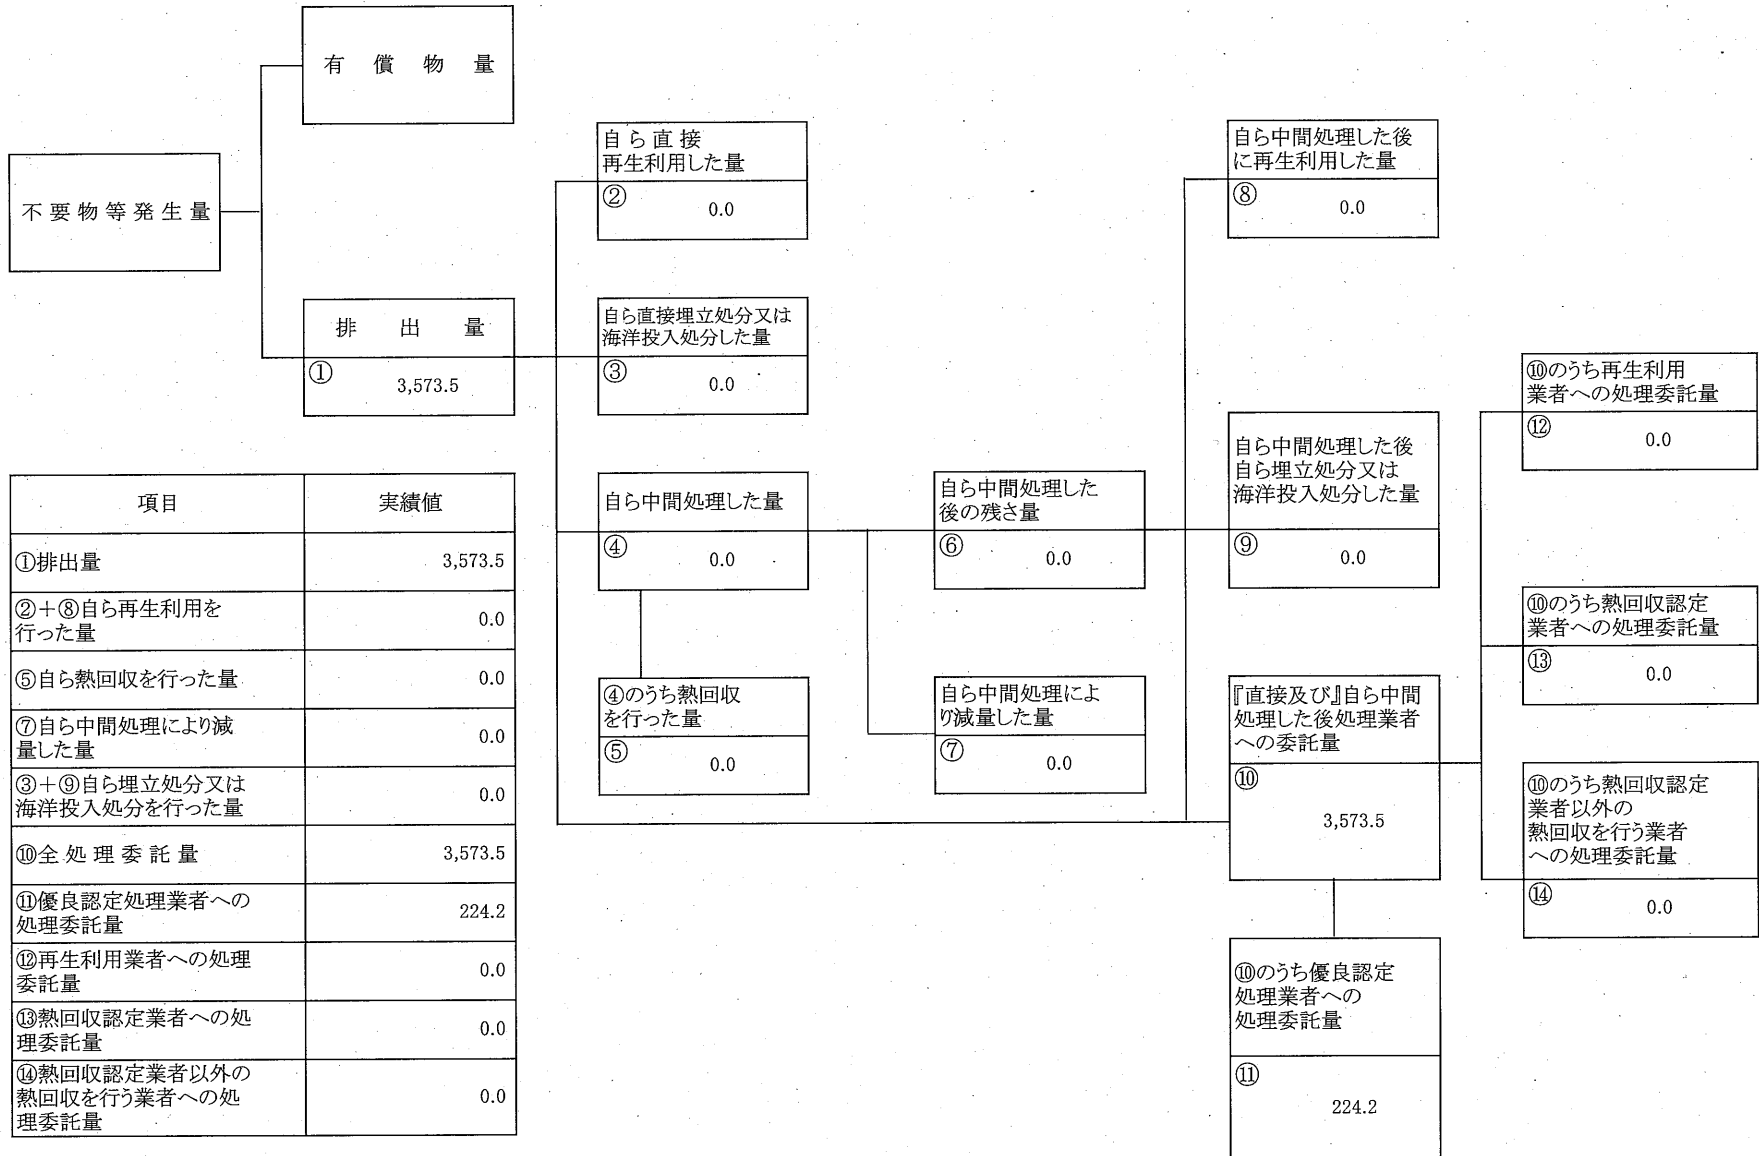 有償物量
不要物等発生量
排出量
①
3,573.5
自ら直接
再生利用した量
②
0.0
自ら直接埋立処分又は
海洋投入処分した量
③
0.0
自ら中間処理した量
④
0.0
④のうち熱回収
を行った量
⑤
0.0
自ら中間処理した
後の残さ量
⑥
0.0
自ら中間処理によ
り減量した量
⑦
0.0
自ら中間処理した後
に再生利用した量
⑧
0.0
自ら中間処理した後
自ら埋立処分又は
海洋投入処分した量
⑨
0.0
『直接及び』自ら中間
処理した後処理業者
への委託量
⑩
3,573.5
⑩のうち優良認定
処理業者への
処理委託量
⑪
224.2
⑩のうち再生利用
業者への処理委託量
⑫
0.0
⑩のうち熱回収認定
業者への処理委託量
⑬
0.0
⑩のうち熱回収認定
業者以外の
熱回収を行う業者
への処理委託量
⑭
0.0
項目 実績値
①排出量 3,573.5
②+⑧自ら再生利用を
行った量 0.0
⑤自ら熱回収を行った量 0.0
⑦自ら中間処理により減
量した量 0.0
③+⑨自ら埋立処分又は
海洋投入処分を行った量 0.0
⑩全処理委託量 3,573.5
⑪優良認定処理業者への
処理委託量 224.2
⑫再生利用業者への処理
委託量 0.0
⑬熱回収認定業者への処
理委託量 0.0
⑭熱回収認定業者以外の
熱回収を行う業者への処
理委託量 0.0